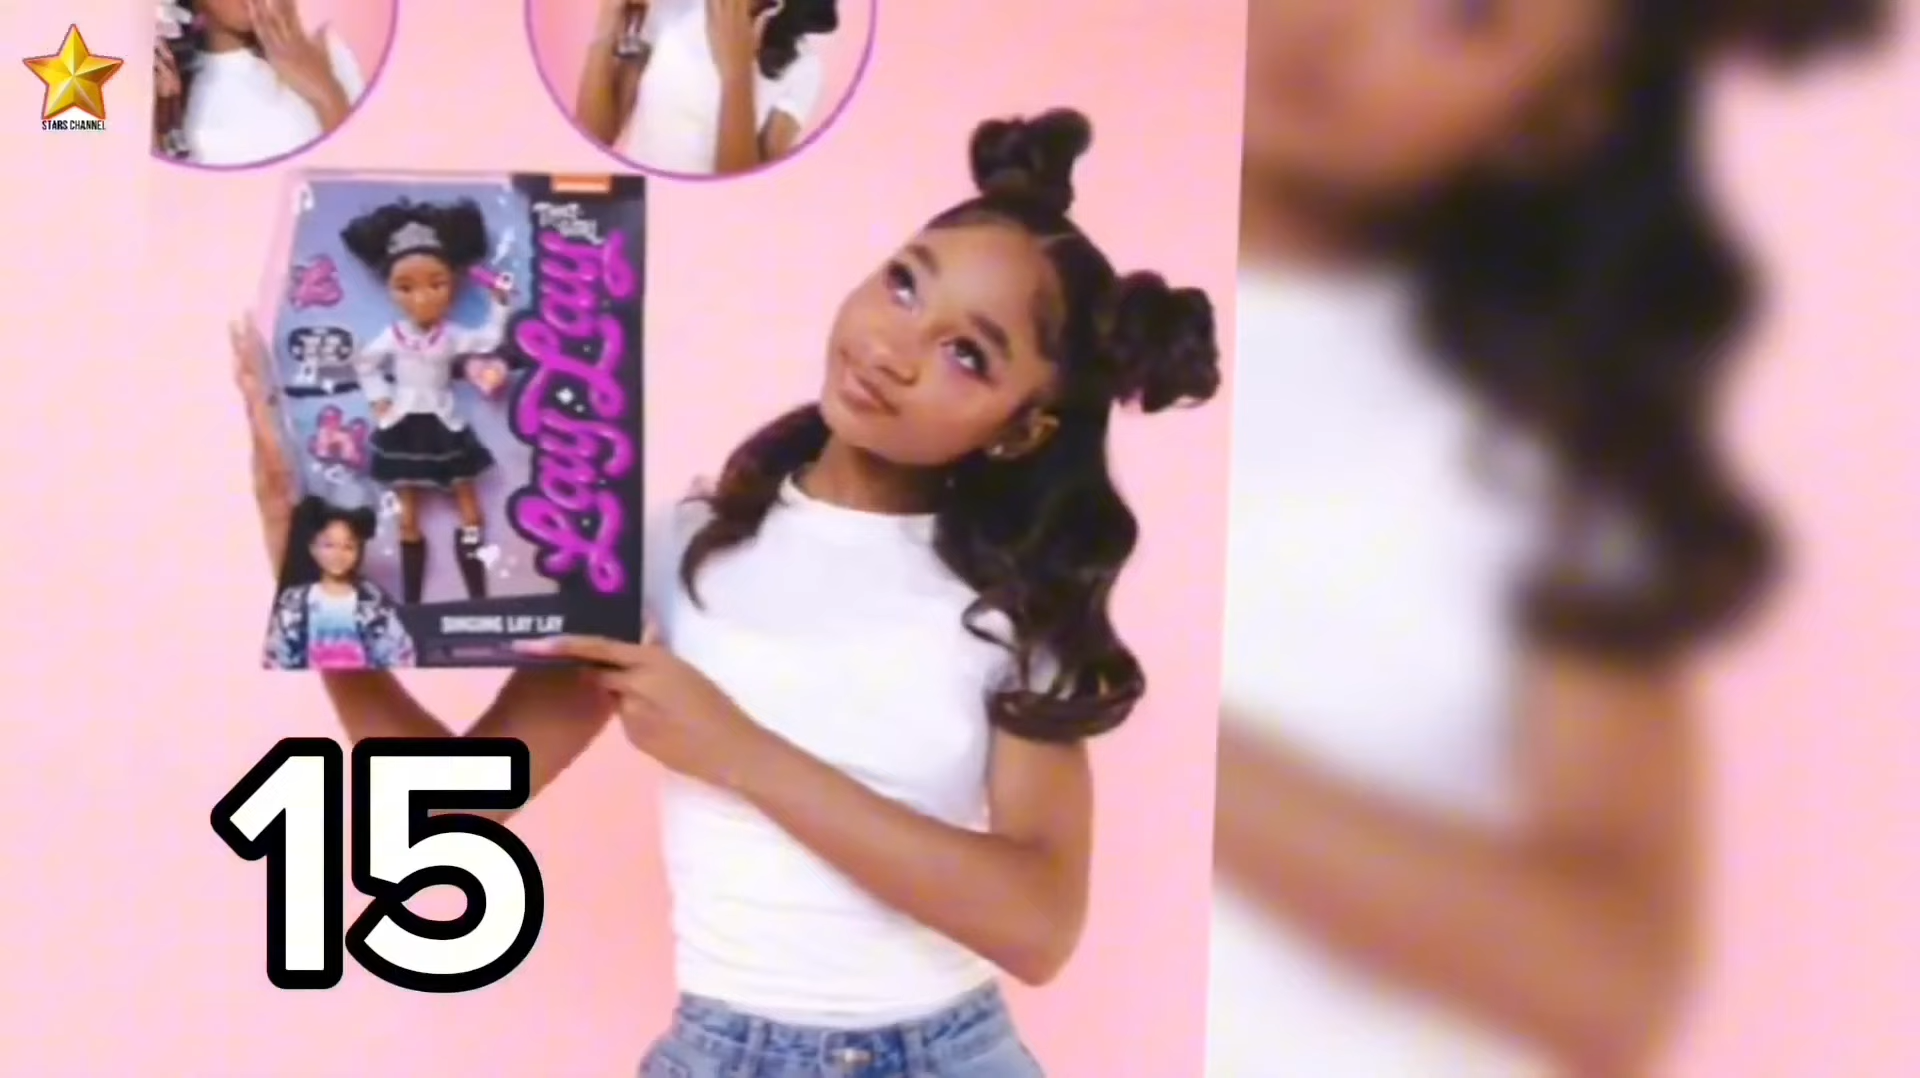 STARS CHANNEL
That Girl
Lay Lay
SINGING LAY LAY
15